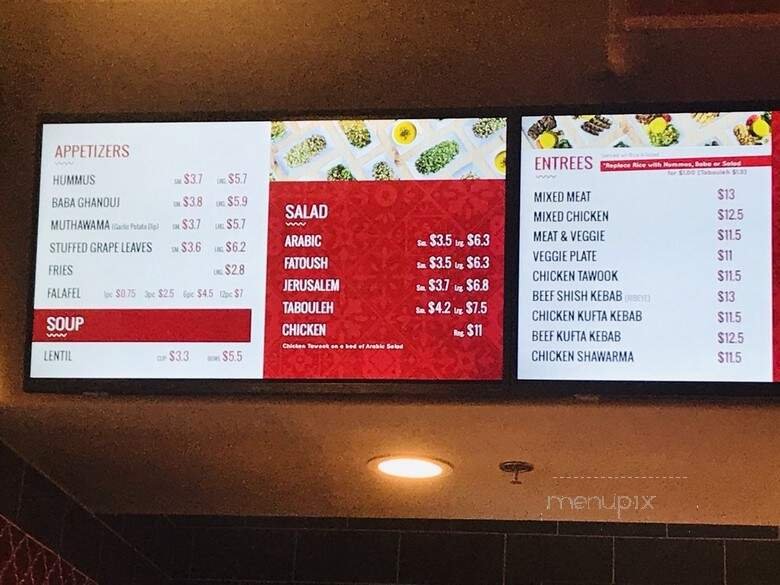 APPETIZERS
HUMMUS SM. $3.7 LRG. $5.7
BABA GHANOUJ SM. $3.8 LRG. $5.9
MUTHAWAMA (Garlic Potato Dip) SM. $3.7 LRG. $5.7
STUFFED GRAPE LEAVES SM. $3.6 LRG. $6.2
FRIES LRG. $2.8
FALAFEL 1pc $0.75 3pc $2.5 6pc $4.5 12pc $7
SOUP
LENTIL CUP $3.3 BOWL $5.5
SALAD
ARABIC Sm. $3.5 Lrg. $6.3
FATOUSH Sm. $3.5 Lrg. $6.3
JERUSALEM Sm. $3.7 Lrg. $6.8
TABOULEH Sm. $4.2 Lrg. $7.5
CHICKEN Reg. $11
Chicken Tawook on a bed of Arabic Salad
ENTREES
*Replace Rice with Hummos, Baba or Salad
for $1.00 (Tabouleh $1.8)
MIXED MEAT $13
MIXED CHICKEN $12.5
MEAT & VEGGIE $11.5
VEGGIE PLATE $11
CHICKEN TAWOOK $11.5
BEEF SHISH KEBAB (RIBEYE) $13
CHICKEN KUFTA KEBAB $11.5
BEEF KUFTA KEBAB $12.5
CHICKEN SHAWARMA $11.5
menupix